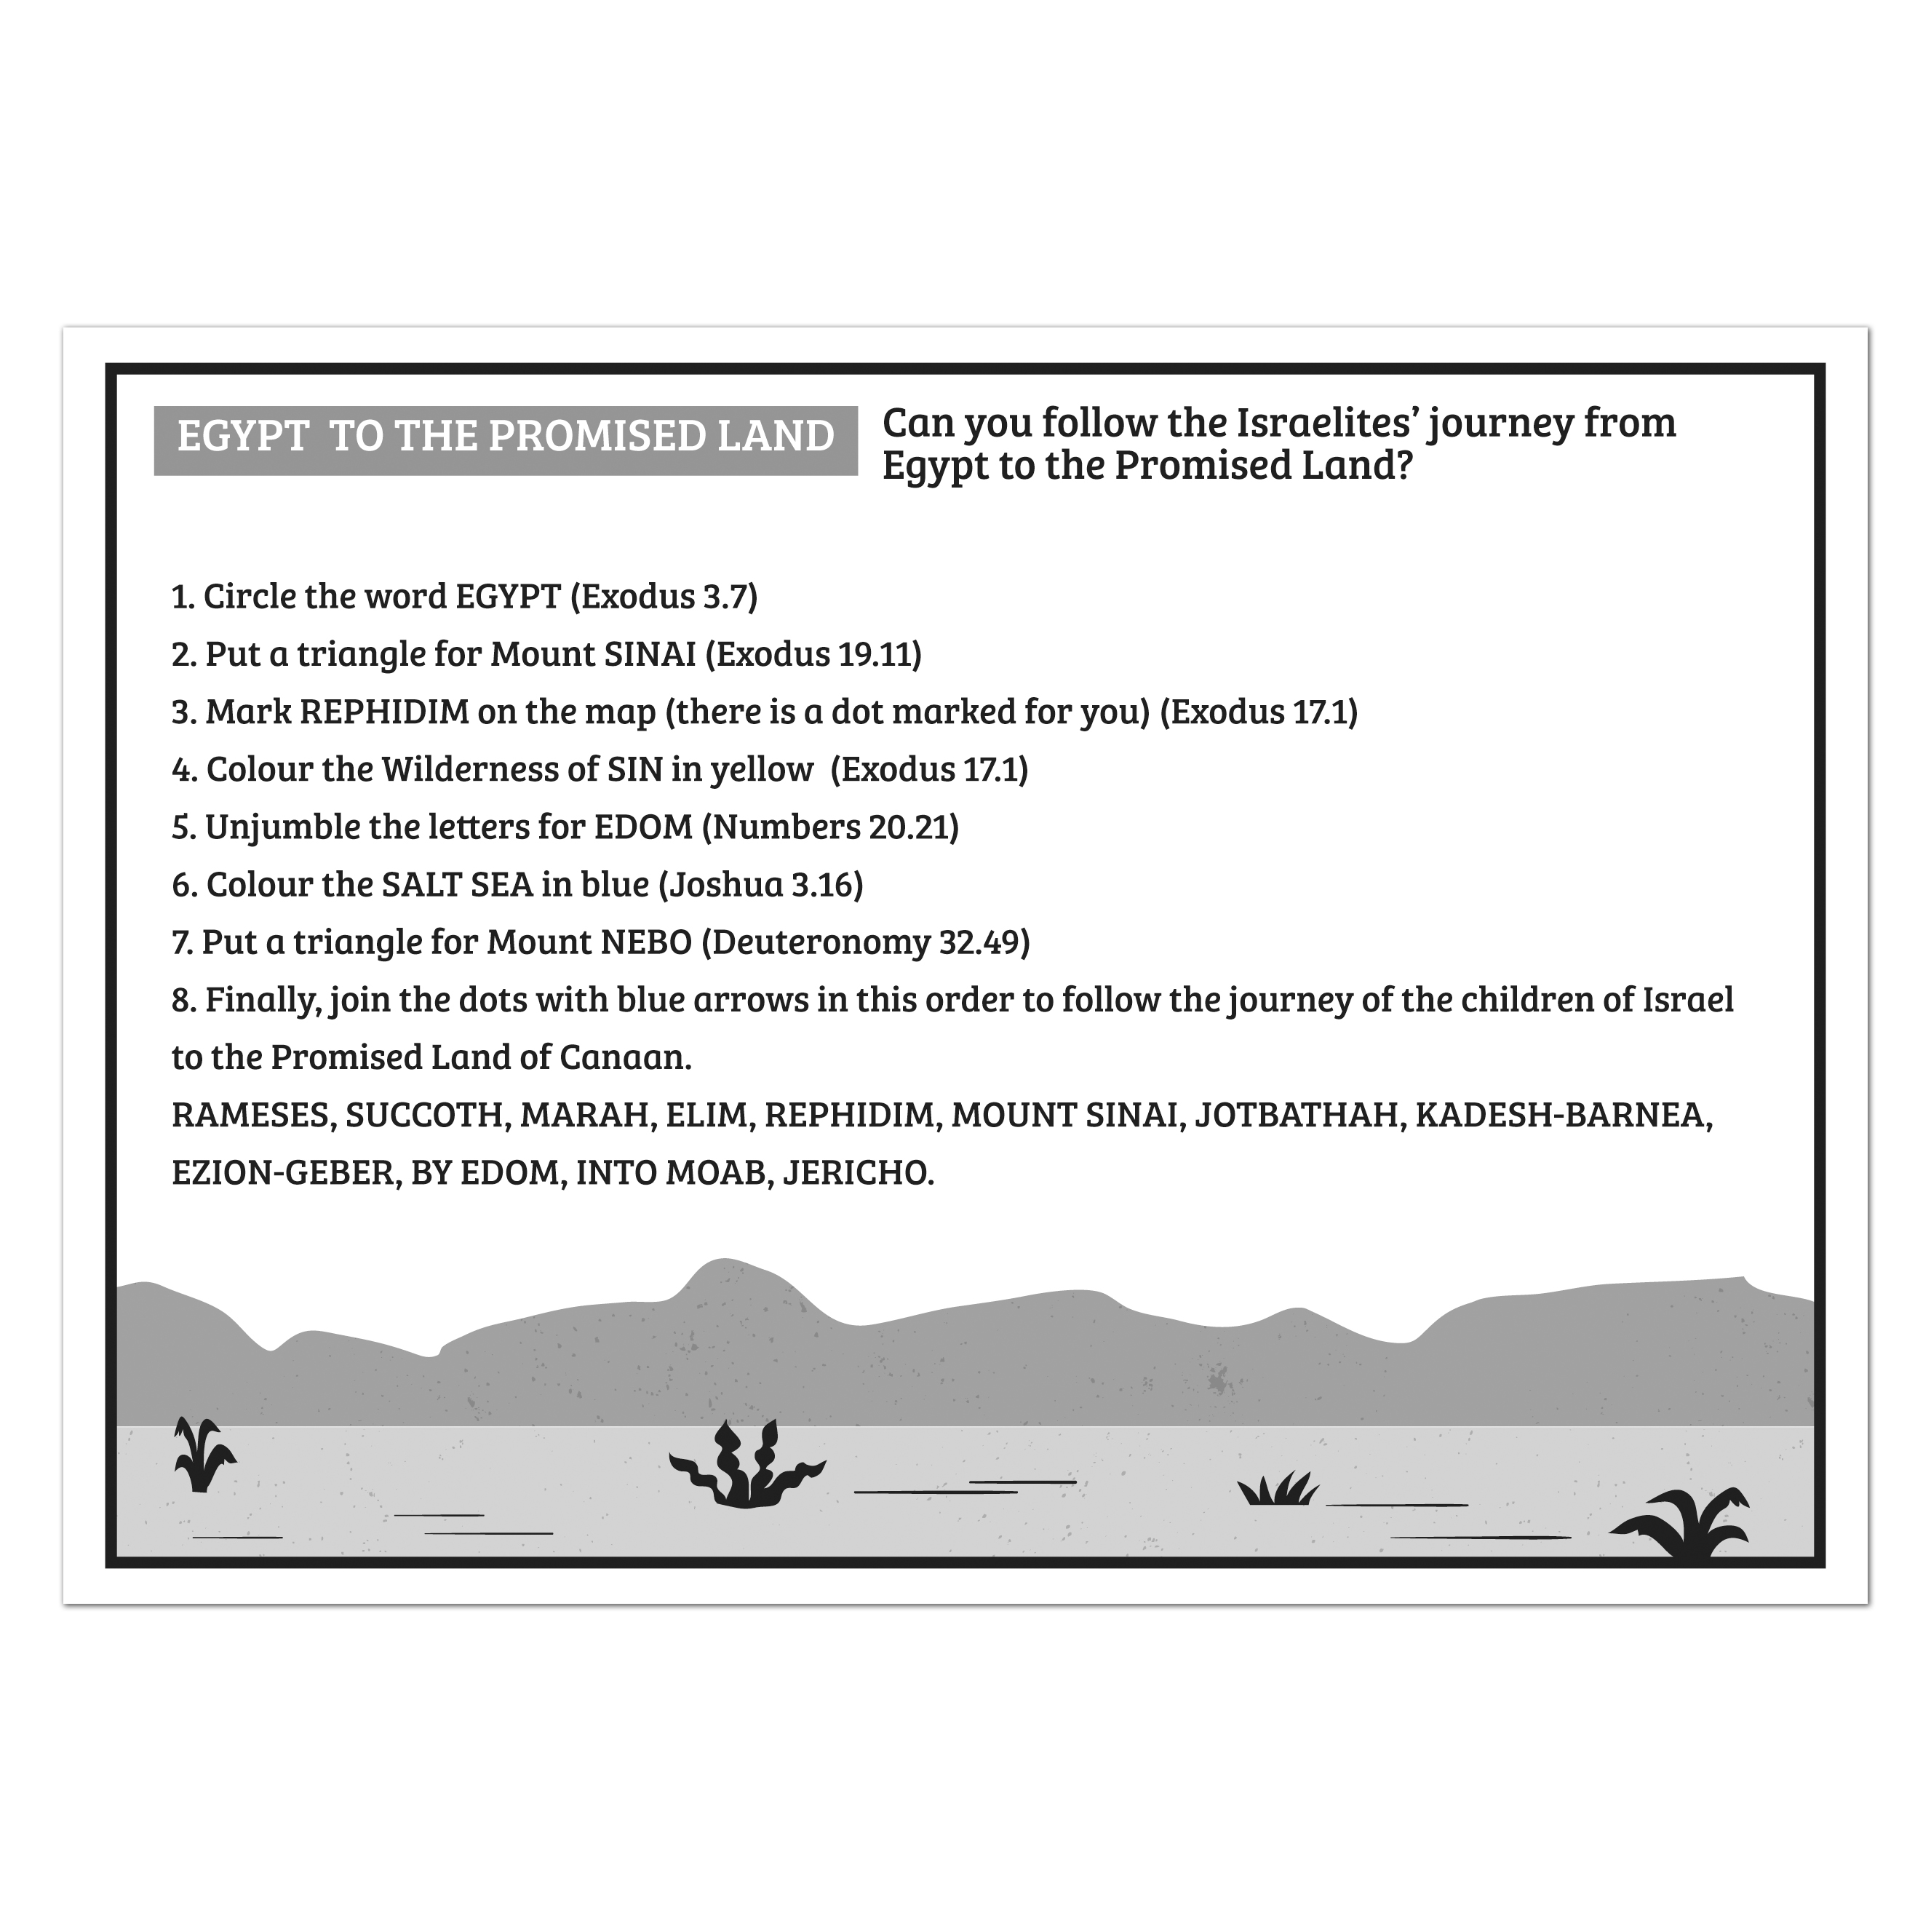 EGYPT TO THE PROMISED LAND
Can you follow the Israelites’ journey from
Egypt to the Promised Land?
1. Circle the word EGYPT (Exodus 3.7)
2. Put a triangle for Mount SINAI (Exodus 19.11)
3. Mark REPHIDIM on the map (there is a dot marked for you) (Exodus 17.1)
4. Colour the Wilderness of SIN in yellow (Exodus 17.1)
5. Unjumble the letters for EDOM (Numbers 20.21)
6. Colour the SALT SEA in blue (Joshua 3.16)
7. Put a triangle for Mount NEBO (Deuteronomy 32.49)
8. Finally, join the dots with blue arrows in this order to follow the journey of the children of Israel
to the Promised Land of Canaan.
RAMESES, SUCCOTH, MARAH, ELIM, REPHIDIM, MOUNT SINAI, JOTBATHAH, KADESH-BARNEA,
EZION-GEBER, BY EDOM, INTO MOAB, JERICHO.